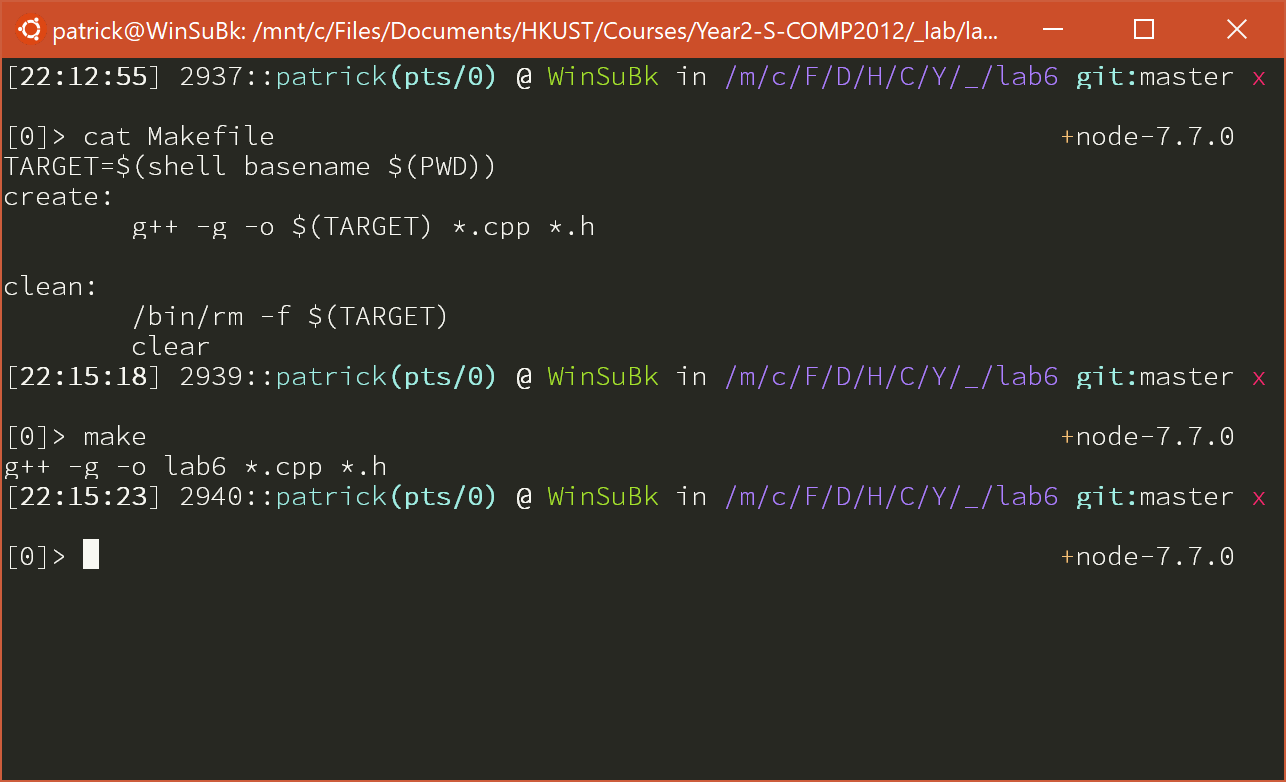 patrick@WinSuBk: /mnt/c/Files/Documents/HKUST/Courses/Year2-S-COMP2012/_lab/la...
[22:12:55] 2937::patrick(pts/0) @ WinSuBk in /m/c/F/D/H/C/Y/_/lab6 git:master x
[0]> cat Makefile +node-7.7.0
TARGET=$(shell basename $(PWD))
create:
        g++ -g -o $(TARGET) *.cpp *.h
clean:
        /bin/rm -f $(TARGET)
        clear
[22:15:18] 2939::patrick(pts/0) @ WinSuBk in /m/c/F/D/H/C/Y/_/lab6 git:master x
[0]> make +node-7.7.0
g++ -g -o lab6 *.cpp *.h
[22:15:23] 2940::patrick(pts/0) @ WinSuBk in /m/c/F/D/H/C/Y/_/lab6 git:master x
[0]> +node-7.7.0